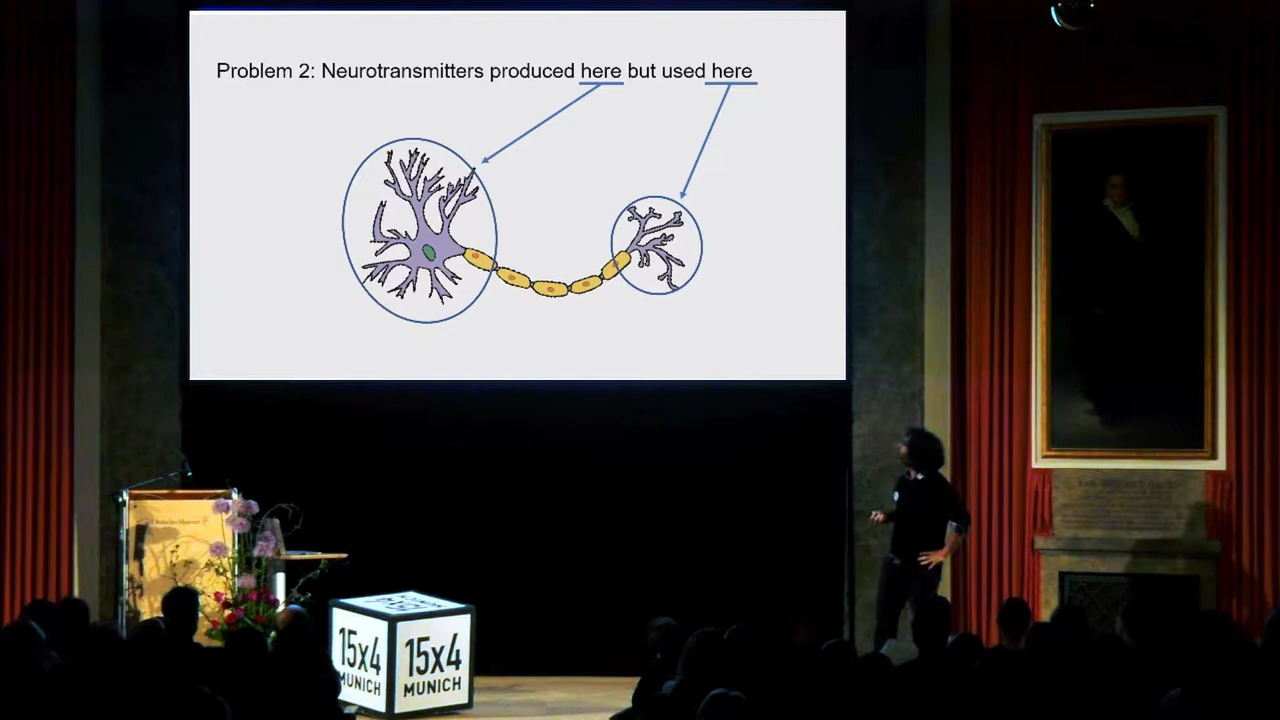 Problem 2: Neurotransmitters produced here but used here
15x4
MUNICH
15x4
MUNICH